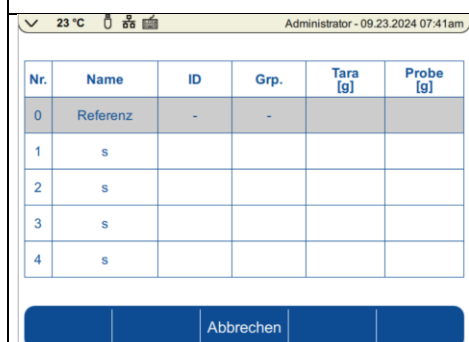 23 °C Administrator - 09.23.2024 07:41am
Nr. Name ID Grp. Tara [g] Probe [g]
0 Referenz - -
1 s
2 s
3 s
4 s
Abbrechen